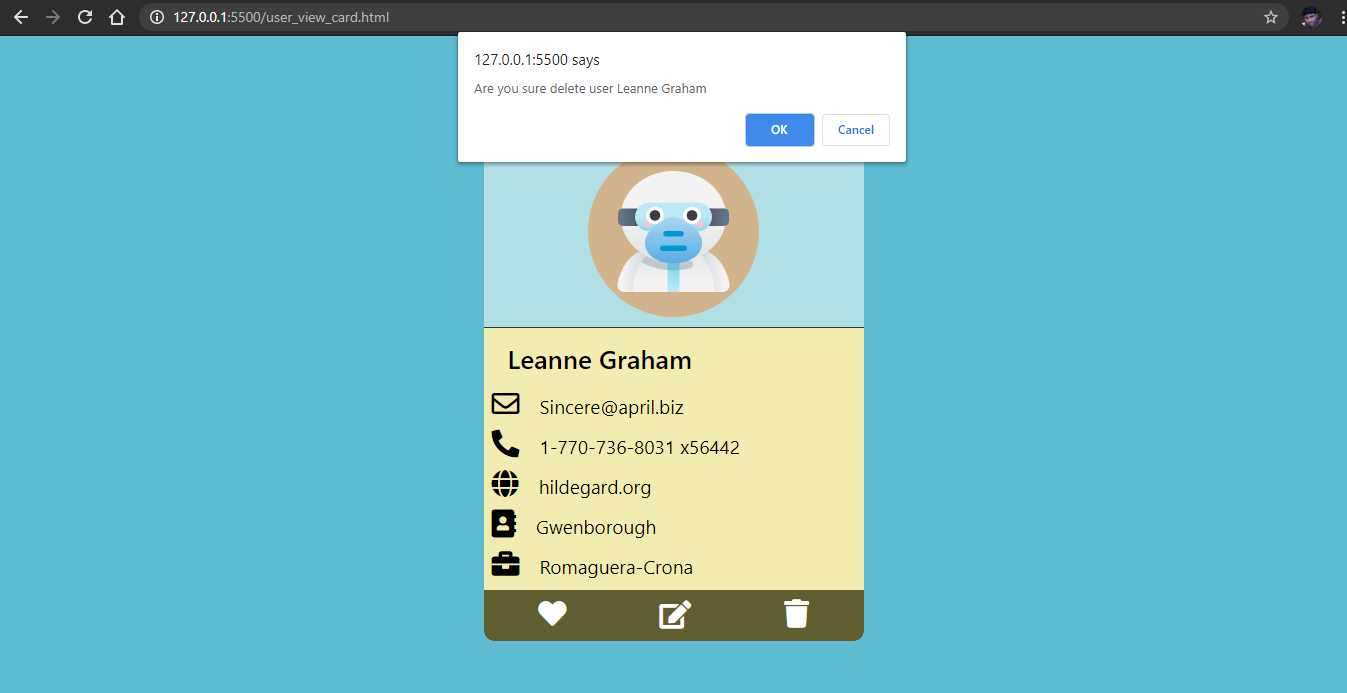 127.0.0.1:5500/user_view_card.html
127.0.0.1:5500 says
Are you sure delete user Leanne Graham
OK Cancel
Leanne Graham
Sincere@april.biz
1-770-736-8031 x56442
hildegard.org
Gwenborough
Romaguera-Crona